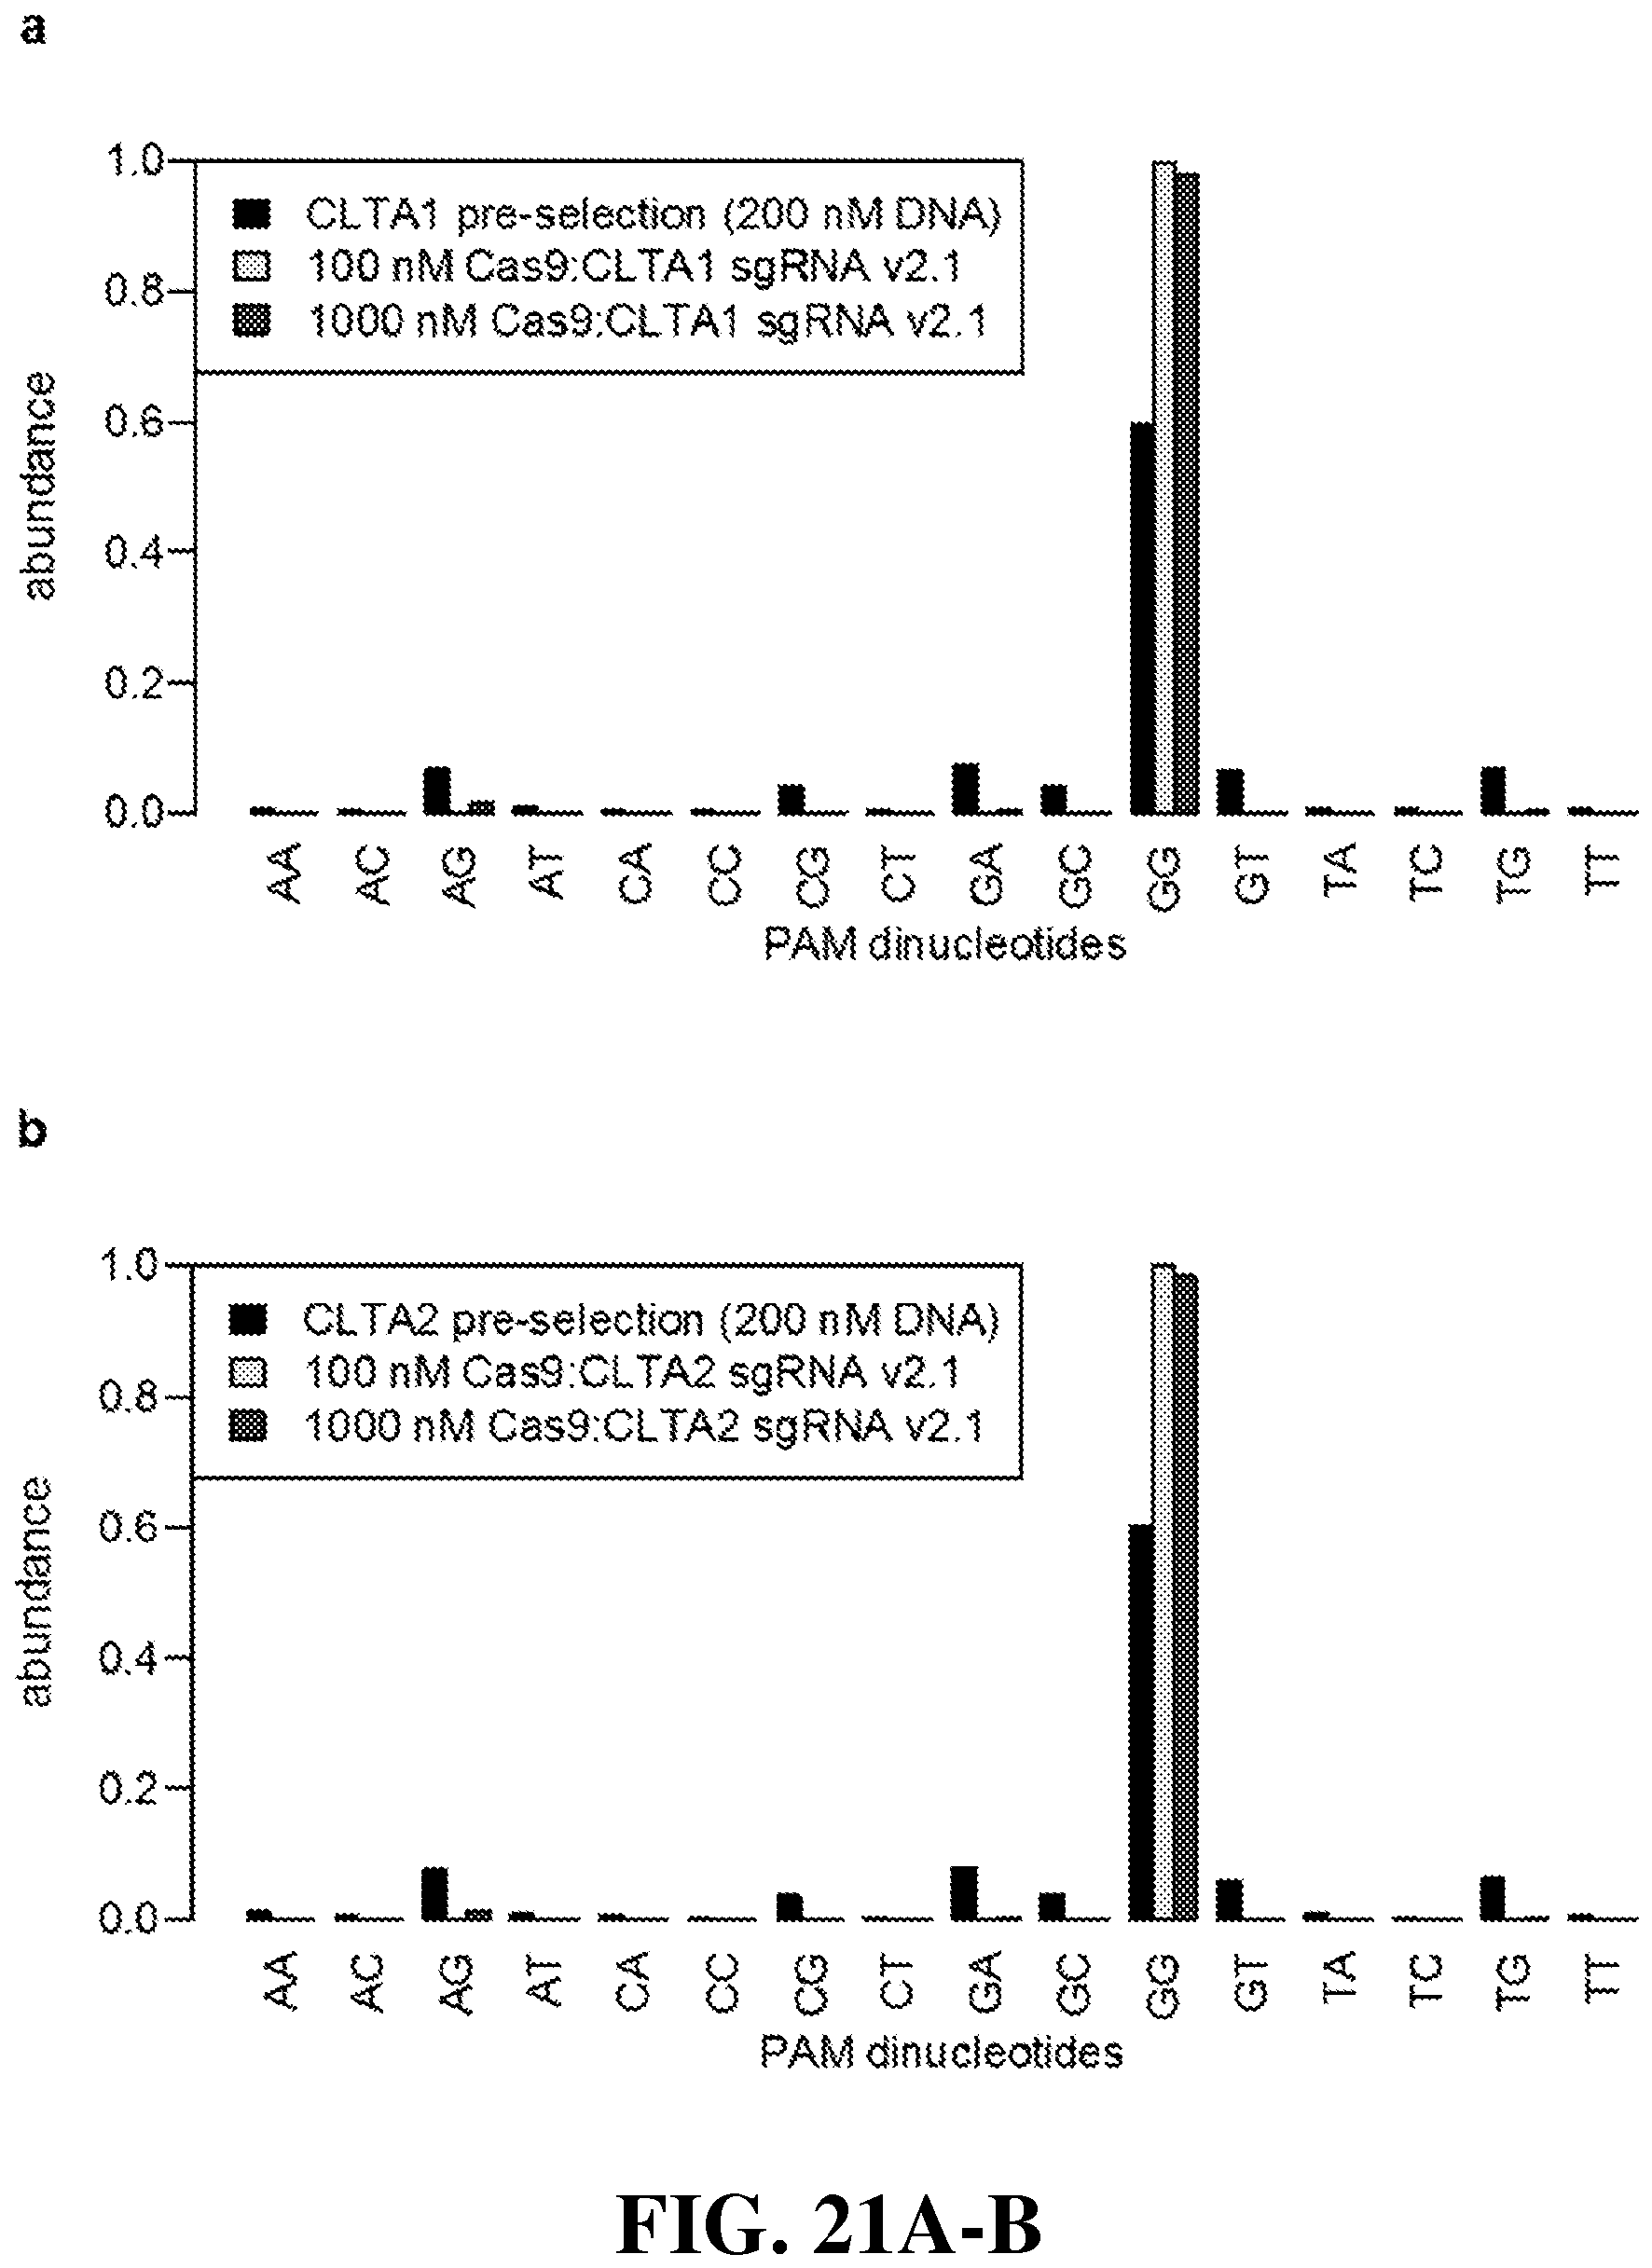 a
1.0
0.8
0.6
0.4
0.2
0.0
abundance
CLTA1 pre-selection (200 nM DNA)
100 nM Cas9:CLTA1 sgRNA v2.1
1000 nM Cas9:CLTA1 sgRNA v2.1
AA AC AG AT CA CC CG CT GA GC GG GT TA TC TG TT
PAM dinucleotides
b
1.0
0.8
0.6
0.4
0.2
0.0
abundance
CLTA2 pre-selection (200 nM DNA)
100 nM Cas9:CLTA2 sgRNA v2.1
1000 nM Cas9:CLTA2 sgRNA v2.1
AA AC AG AT CA CC CG CT GA GC GG GT TA TC TG TT
PAM dinucleotides
FIG. 21A-B